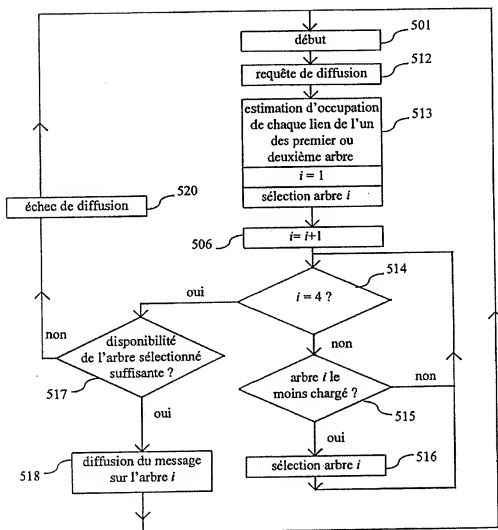 501
début
512
requête de diffusion
513
estimation d'occupation
de chaque lien de l'un
des premier ou
deuxième arbre
i = 1
sélection arbre i
520
échec de diffusion
506
i= i+1
514
i = 4 ?
oui
non
non
disponibilité
de l'arbre sélectionné
suffisante ?
517
arbre i le
moins chargé ?
non
515
oui
oui
516
sélection arbre i
diffusion du message
sur l'arbre i
518